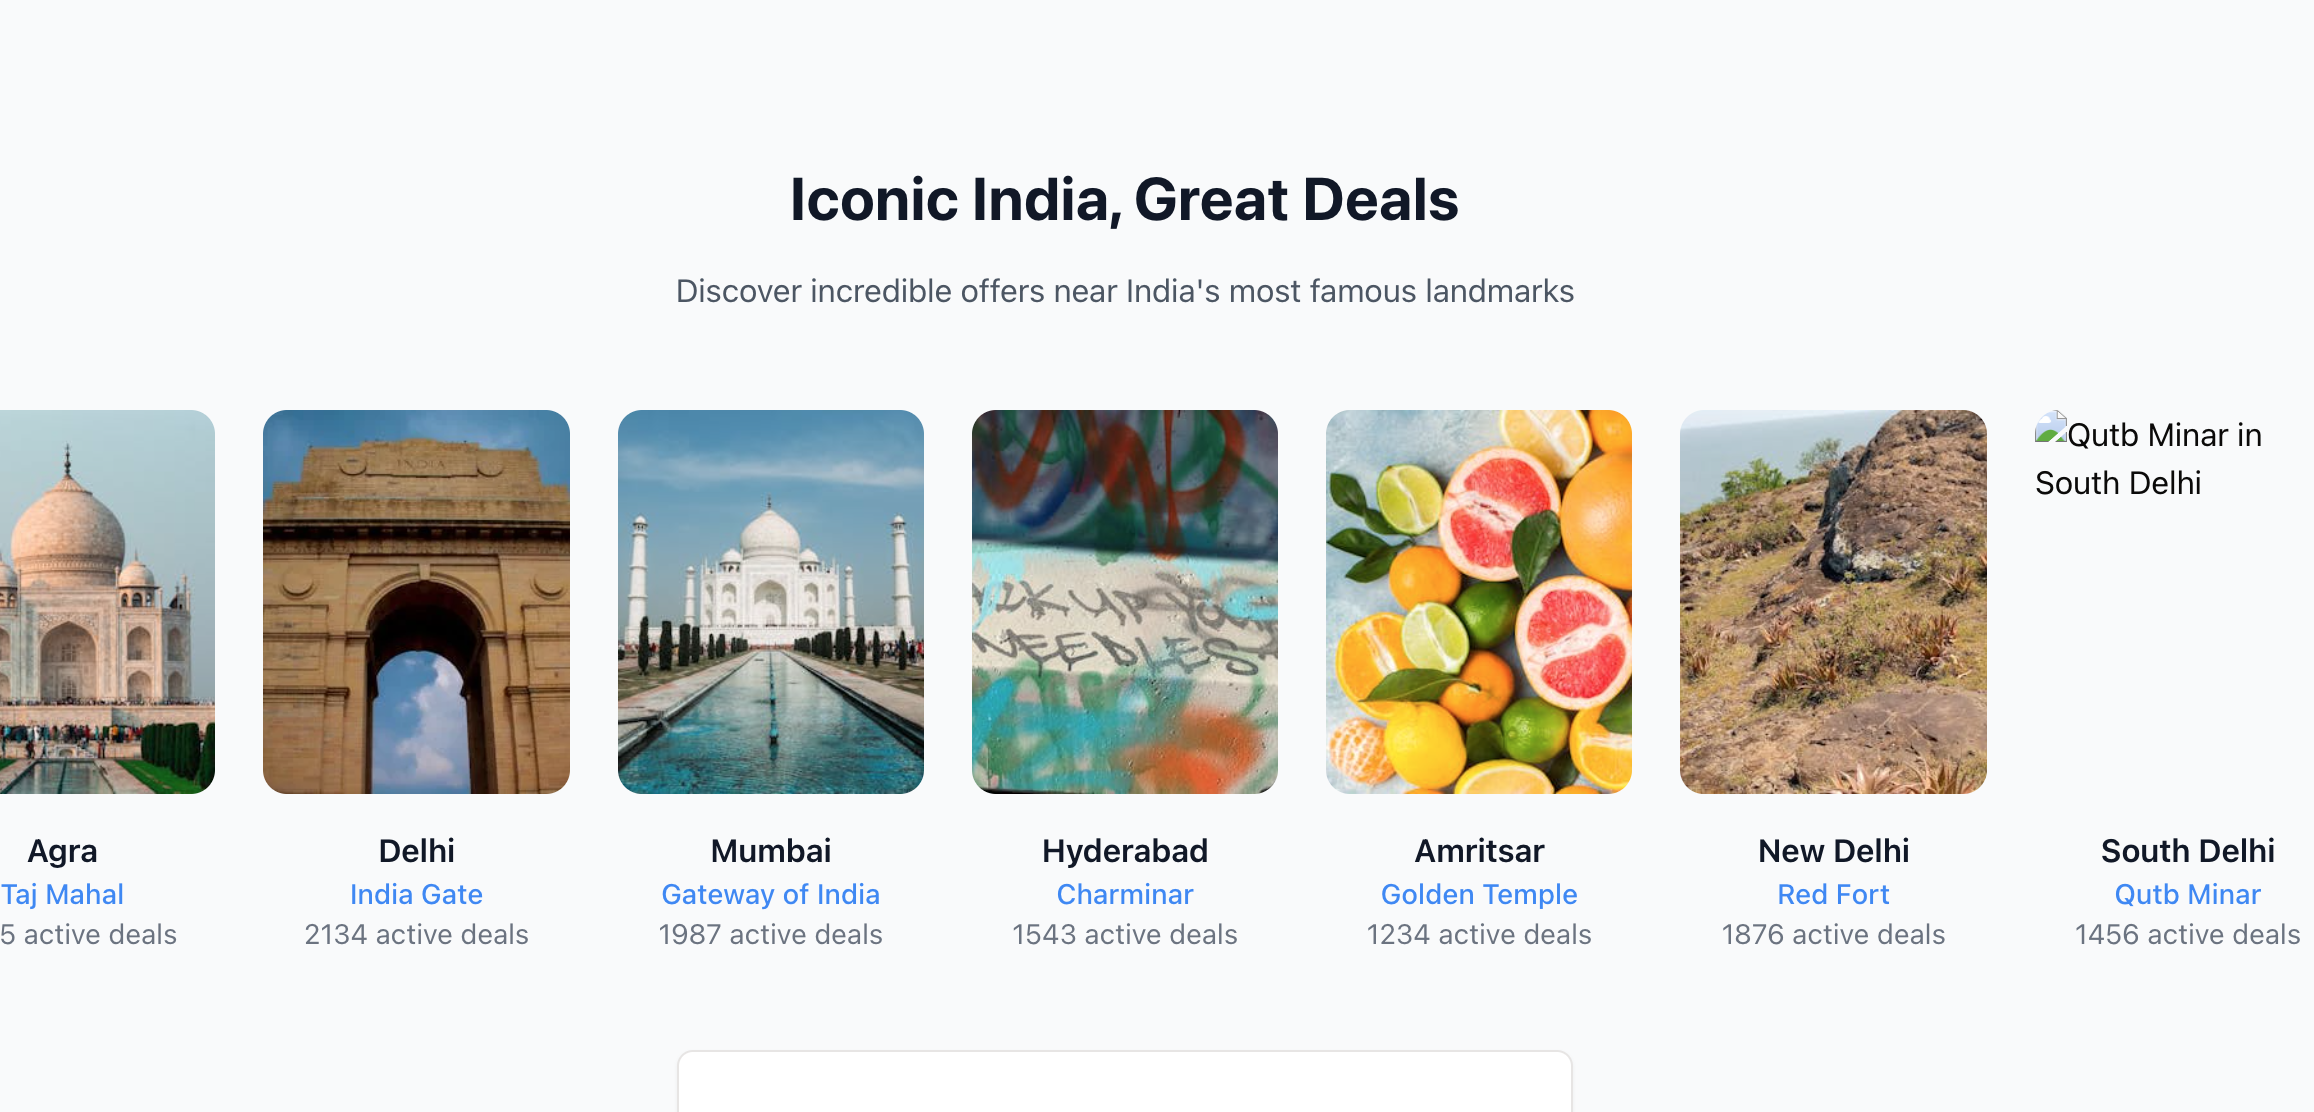 Iconic India, Great Deals
Discover incredible offers near India's most famous landmarks
INDIA
NEEDLES
Qutb Minar in
South Delhi
Agra
Taj Mahal
5 active deals
Delhi
India Gate
2134 active deals
Mumbai
Gateway of India
1987 active deals
Hyderabad
Charminar
1543 active deals
Amritsar
Golden Temple
1234 active deals
New Delhi
Red Fort
1876 active deals
South Delhi
Qutb Minar
1456 active deals